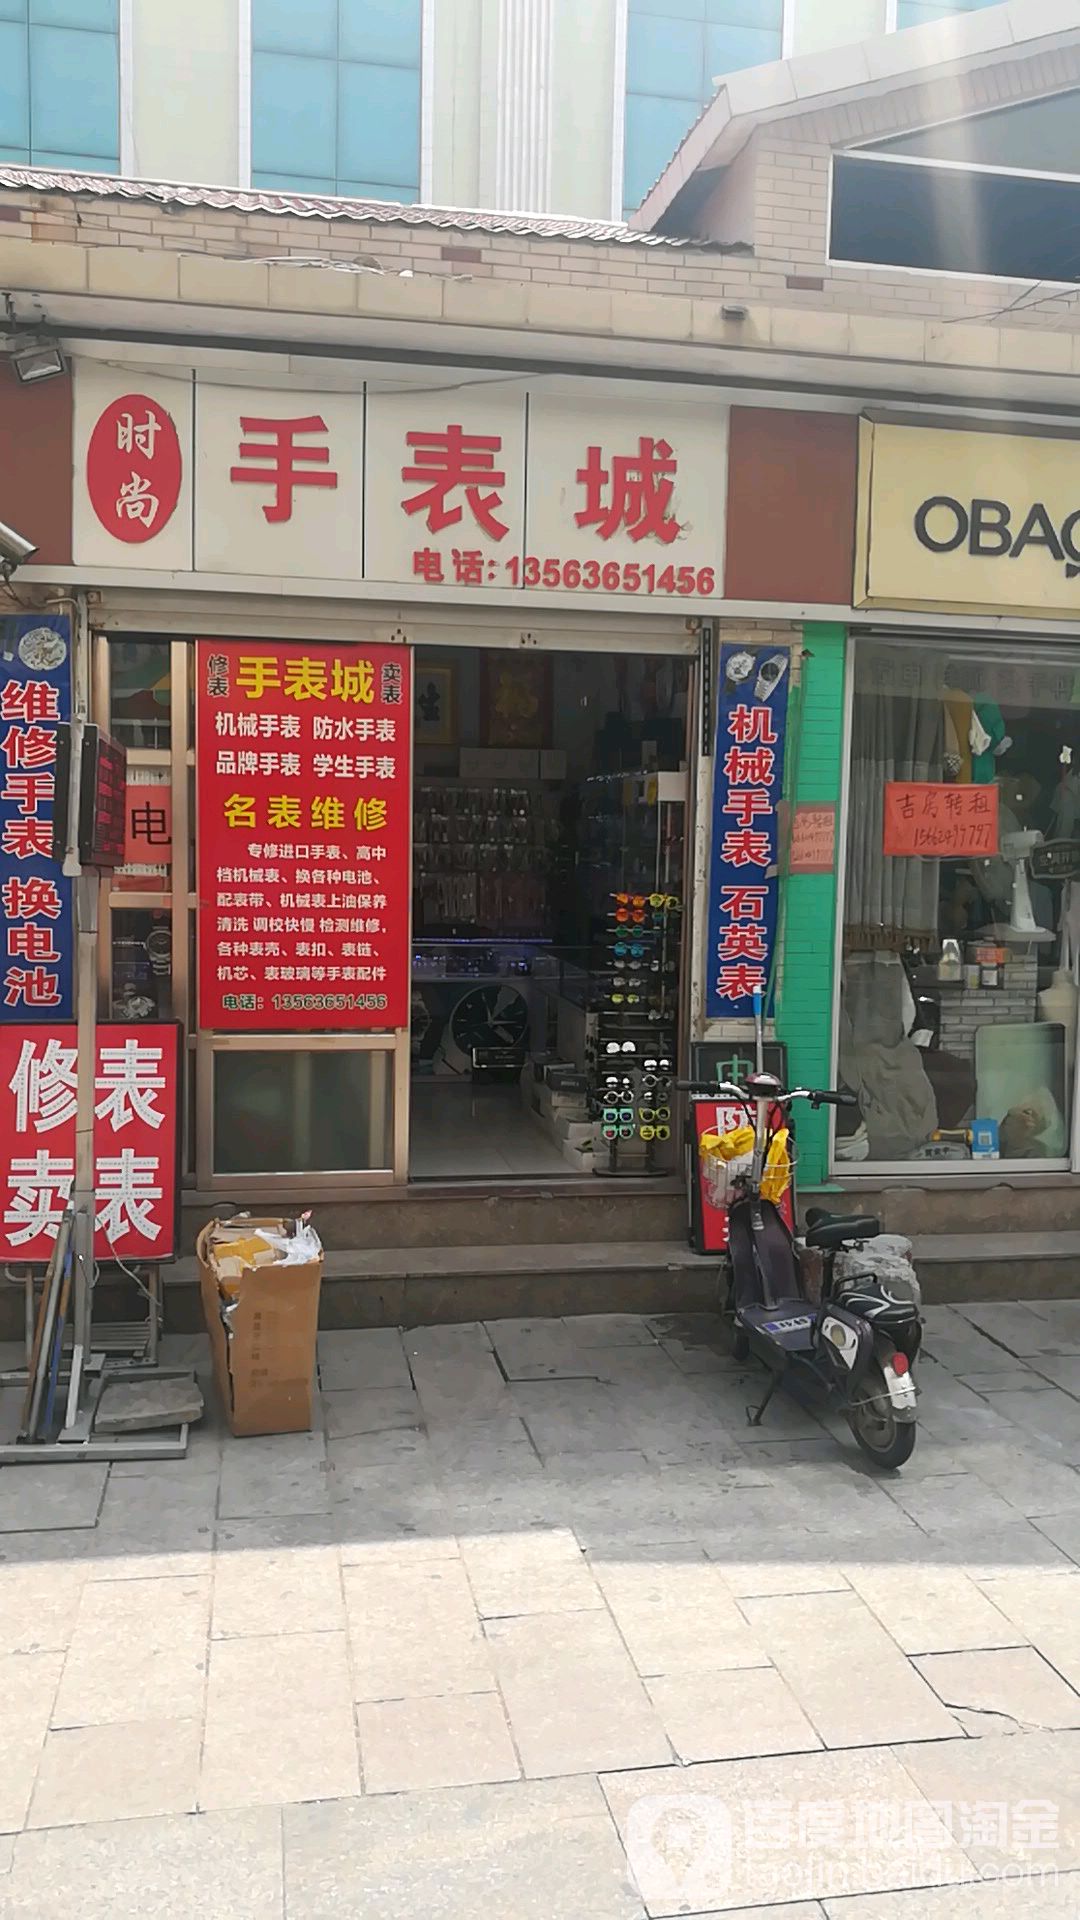 时尚
手表城
电话:13563651456
OBAG
维修手表 换电池
修表
手表城
卖表
机械手表 防水手表
品牌手表 学生手表
名表维修
专修进口手表、高中
档机械表、换各种电池、
配表带、机械表上油保养
清洗 调校快慢 检测维修,
各种表壳、表扣、表链、
机芯、表玻璃等手表配件
电话：13563651456
电
机械手表 石英表
吉房转租
15662499787
修表
卖表
百度地图淘金
taojin.baidu.com